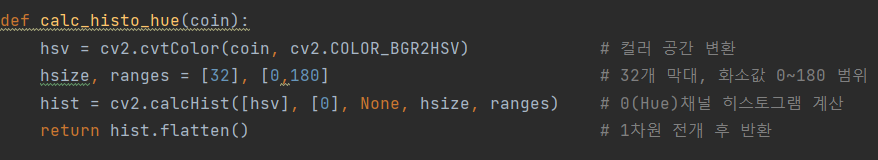 def calc_histo_hue(coin):
    hsv = cv2.cvtColor(coin, cv2.COLOR_BGR2HSV)              # 컬러 공간 변환
    hsize, ranges = [32], [0,180]                            # 32개 막대, 화소값 0~180 범위
    hist = cv2.calcHist([hsv], [0], None, hsize, ranges)     # 0(Hue)채널 히스토그램 계산
    return hist.flatten()                                    # 1차원 전개 후 반환